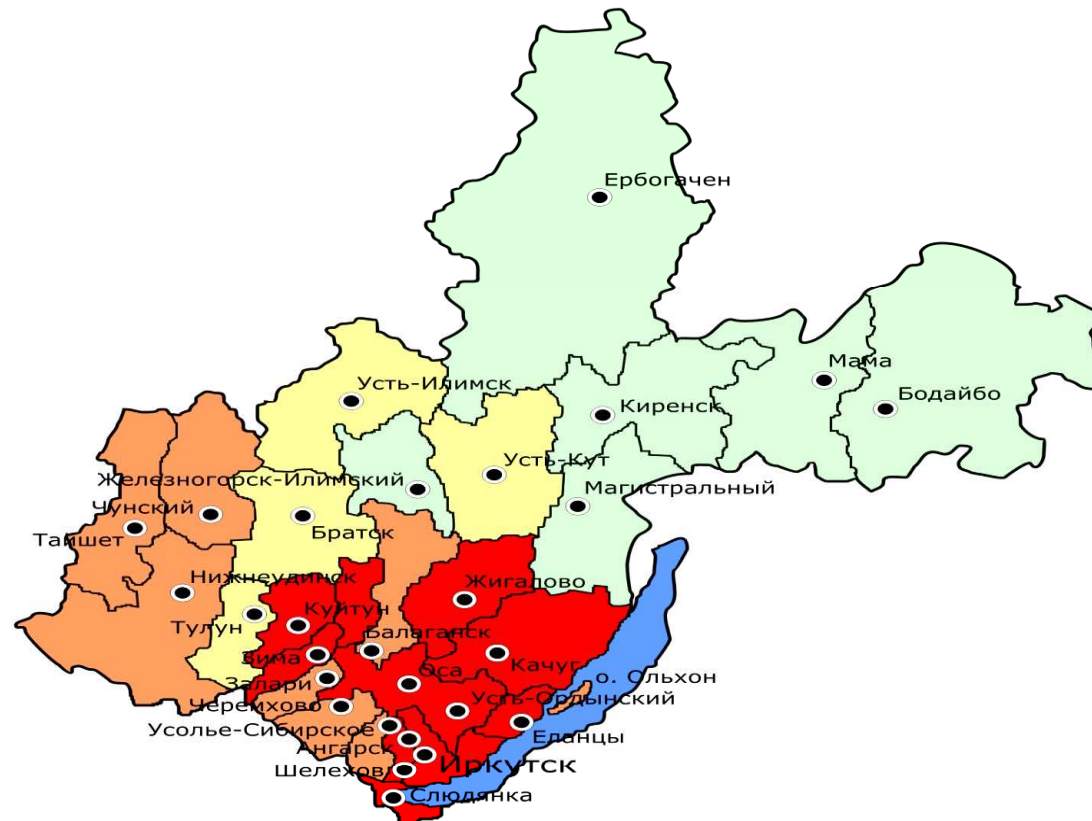 Ербогачен
Мама
Усть-Илимск
Бодайбо
Киренск
Усть-Кут
Железногорск-Илимский
Магистральный
Чунский
Братск
Тайшет
Нижнеудинск
Жигалово
Куйтун
Тулун
Балаганск
Зима
Оса
Качуг
о. Ольхон
Залари
Усть-Ордынский
Черемхово
Усолье-Сибирское
Еланцы
Ангарск
Иркутск
Шелехов
Слюдянка